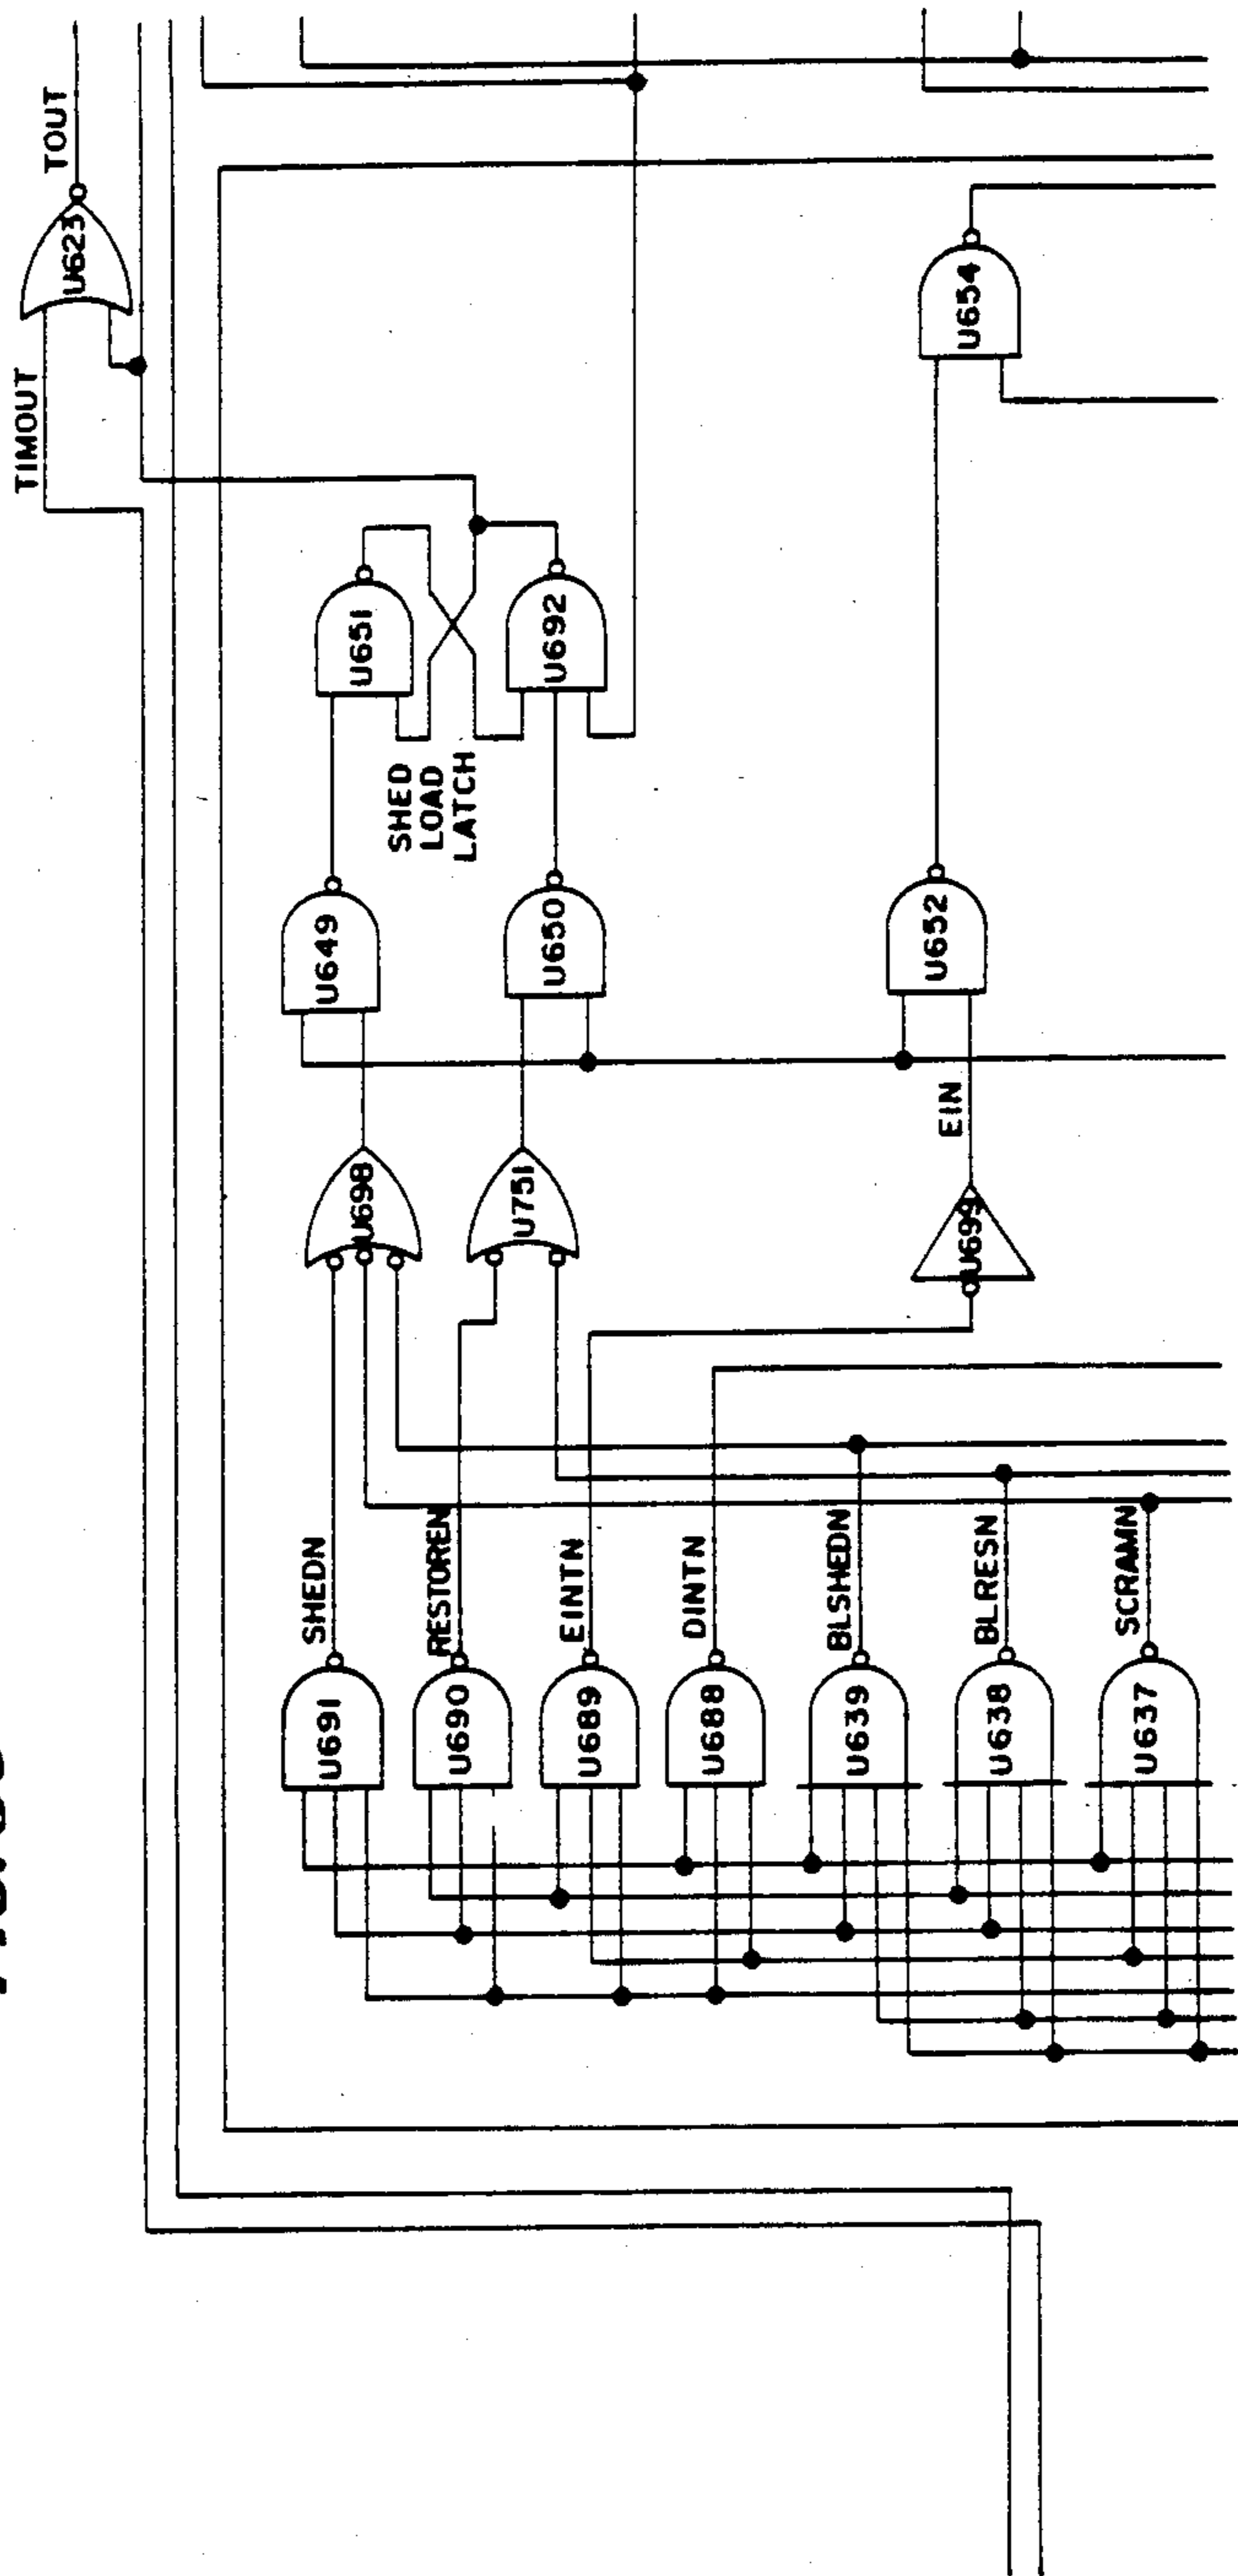 TIMOUT
U623
TOUT
SHEDN
U691
U698
U649
U651
SHED
LOAD
LATCH
RESTOREN
U690
U751
U650
U692
EINTN
U689
DINTN
U688
BLSHEDN
U639
U699
EIN
U652
U654
BLRESN
U638
SCRAMN
U637